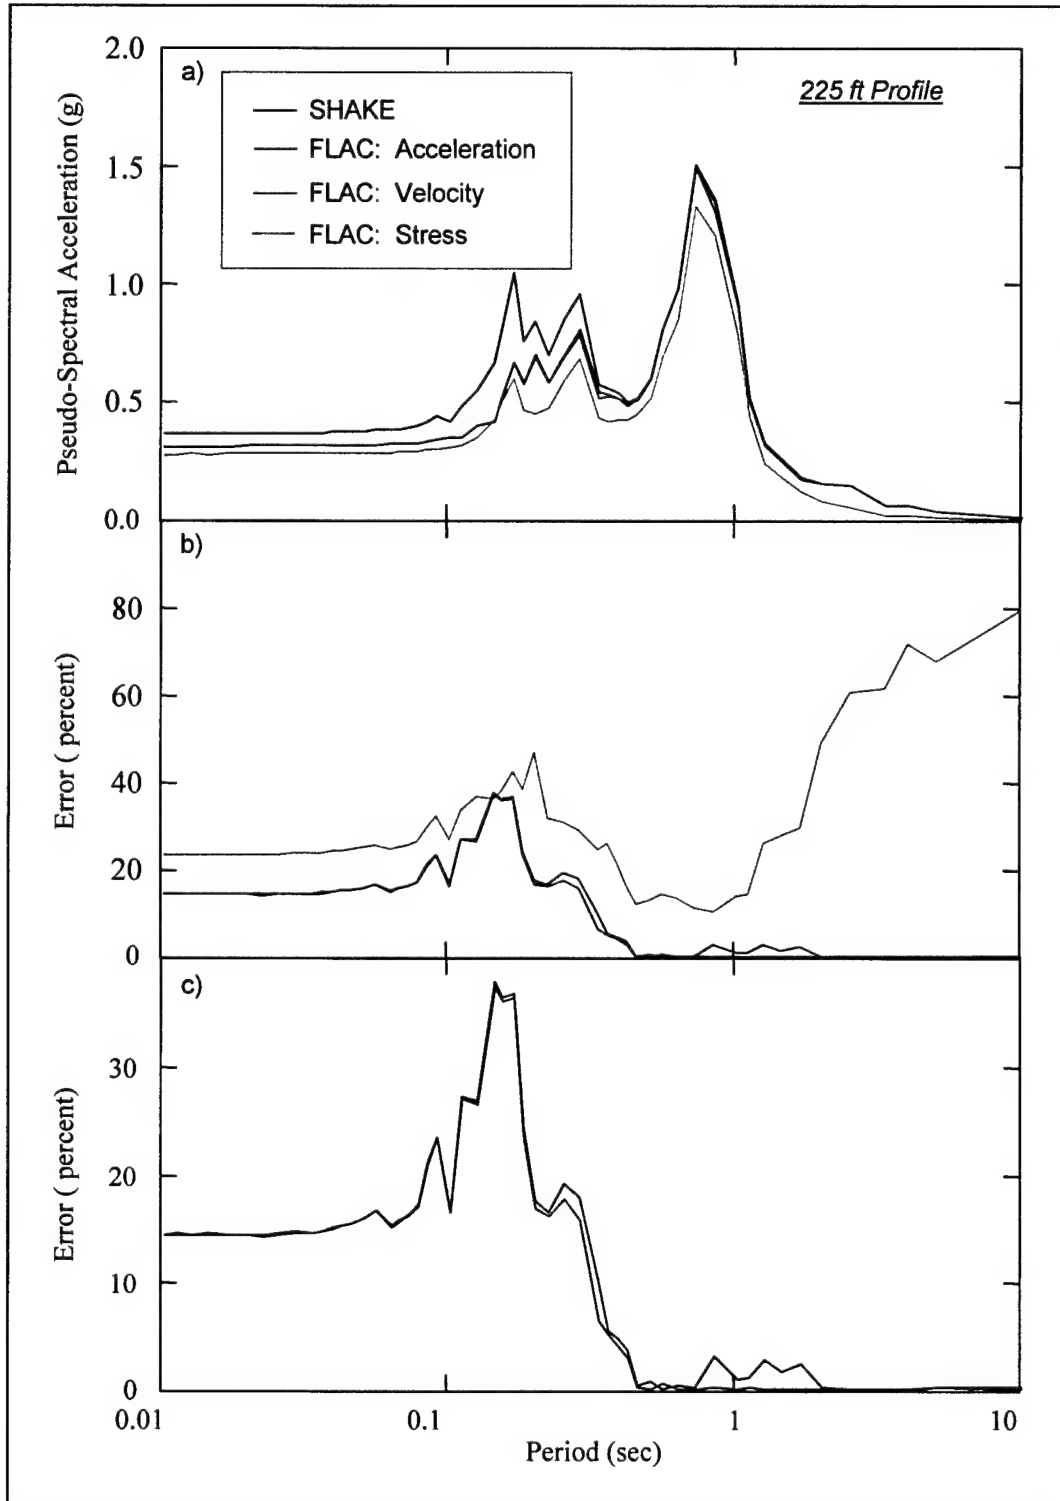 a)
225 ft Profile
SHAKE
FLAC: Acceleration
FLAC: Velocity
FLAC: Stress
Pseudo-Spectral Acceleration (g)
2.0
1.5
1.0
0.5
0.0
b)
Error ( percent)
80
60
40
20
0
c)
Error ( percent)
30
20
10
0
0.01
0.1
1
10
Period (sec)